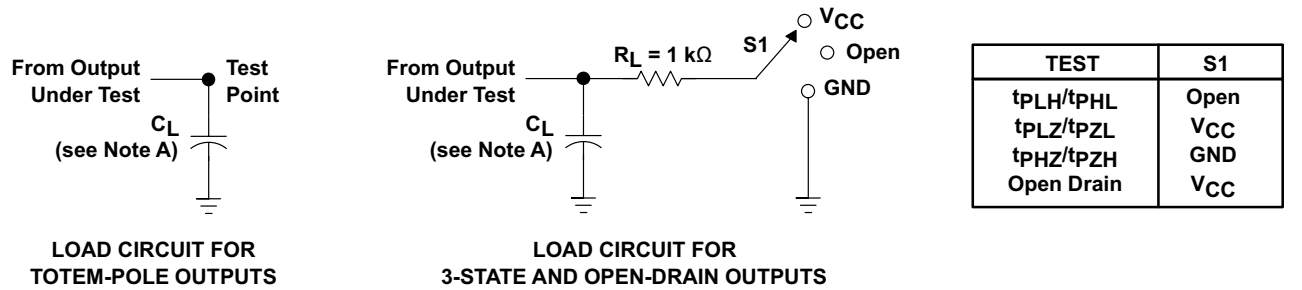 From Output
Under Test
Test
Point
CL
(see Note A)
LOAD CIRCUIT FOR
TOTEM-POLE OUTPUTS
From Output
Under Test
RL = 1 kΩ
S1
VCC
Open
GND
CL
(see Note A)
LOAD CIRCUIT FOR
3-STATE AND OPEN-DRAIN OUTPUTS
TEST S1
tPLH/tPHL Open
tPLZ/tPZL VCC
tPHZ/tPZH GND
Open Drain VCC